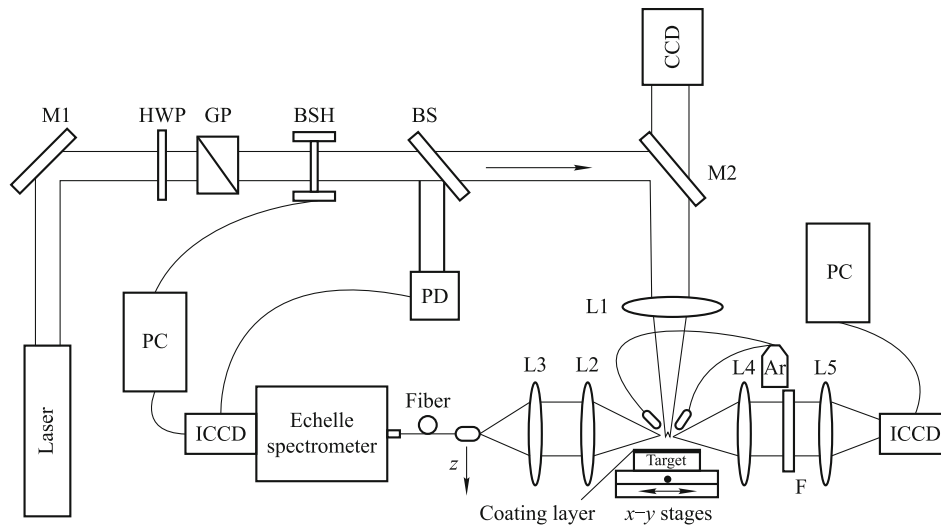 CCD
M1
HWP
GP
BSH
BS
M2
PC
PD
L1
PC
Laser
ICCD
Echelle
spectrometer
Fiber
L3
L2
L4
Ar
L5
ICCD
z
Target
F
Coating layer
x−y stages